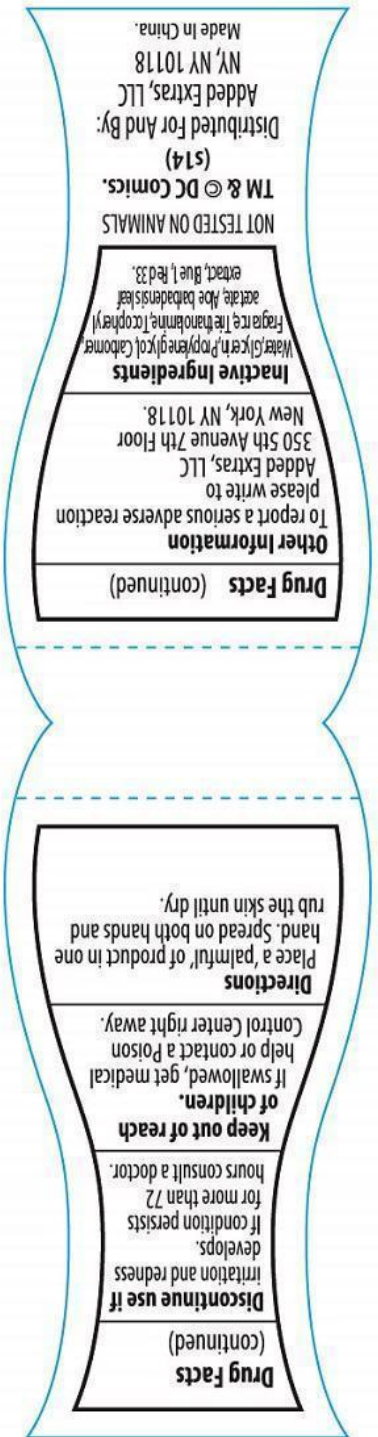 Drug Facts
(continued)
Discontinue use if
irritation and redness
develops.
If condition persists
for more than 72
hours consult a doctor.
Keep out of reach
of children.
If swallowed, get medical
help or contact a Poison
Control Center right away.
Directions
Place a 'palmful' of product in one
hand. Spread on both hands and
rub the skin until dry.
Drug Facts (continued)
Other Information
To report a serious adverse reaction
please write to
Added Extras, LLC
350 5th Avenue 7th Floor
New York, NY 10118.
Inactive Ingredients
Water, Glycerin, Propylene glycol, Carbomer,
Fragrance, Triethanolamine, Tocopheryl
acetate, Aloe barbadensis leaf
extract, Blue 1, Red 33.
NOT TESTED ON ANIMALS
TM & © DC Comics.
(s14)
Distributed For And By:
Added Extras, LLC
NY, NY 10118
Made In China.